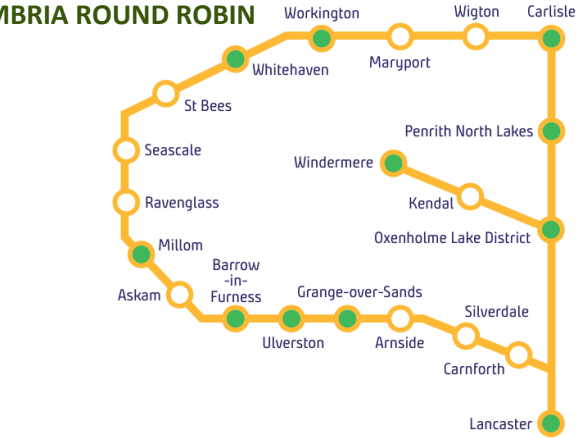 MBRIA ROUND ROBIN
Workington
Wigton
Carlisle
Maryport
Whitehaven
St Bees
Penrith North Lakes
Seascale
Windermere
Kendal
Ravenglass
Oxenholme Lake District
Millom
Barrow
-in-
Furness
Askam
Grange-over-Sands
Silverdale
Ulverston
Arnside
Carnforth
Lancaster